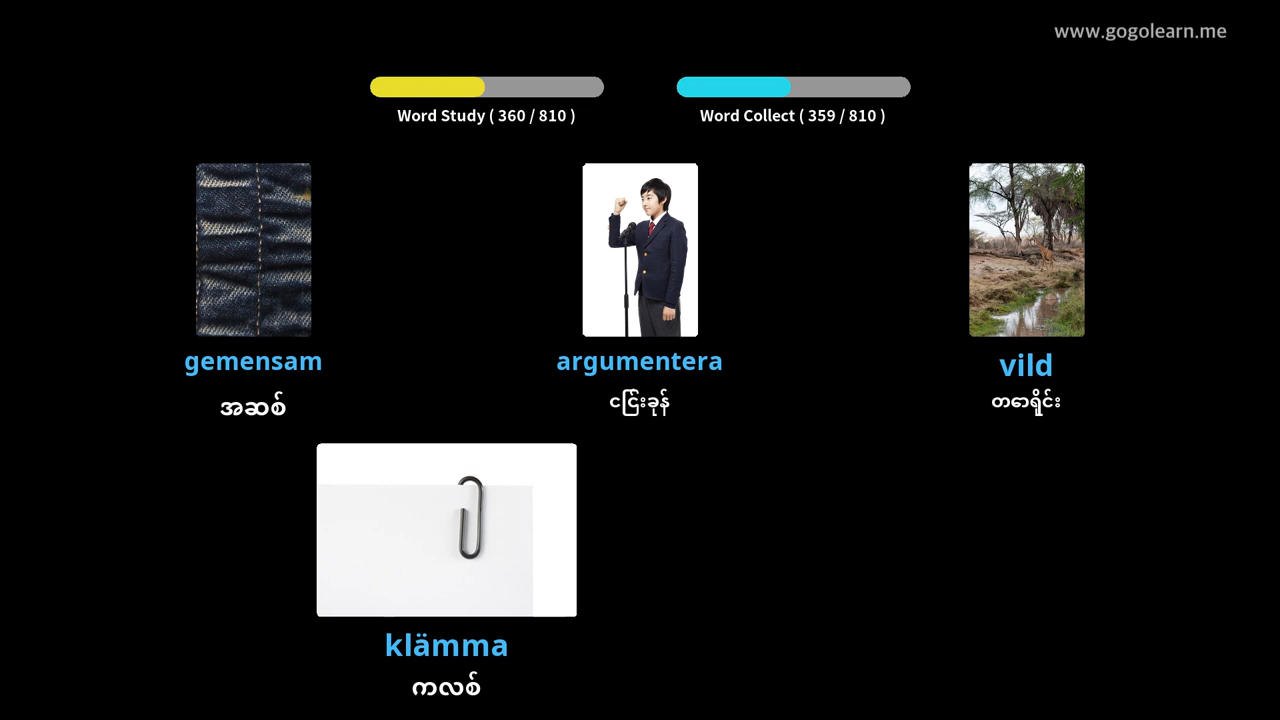 www.gogolearn.me
Word Study ( 360 / 810 )
Word Collect ( 359 / 810 )
gemensam
argumentera
vild
အဆစ်
ငြင်းခုန်
တောရိုင်း
klämma
ကလစ်